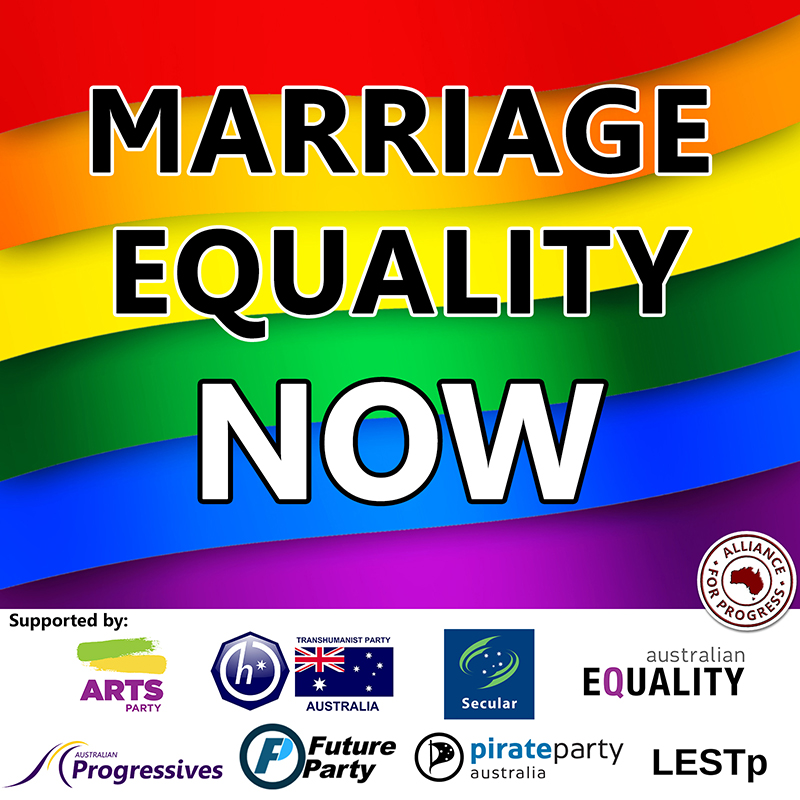 MARRIAGE
EQUALITY
NOW
ALLIANCE
FOR PROGRESS
Supported by:
ARTS
PARTY
h*
TRANSHUMANIST PARTY
AUSTRALIA
Secular
australian
EQUALITY
AUSTRALIAN
Progressives
FP
Future
Party
pirateparty
australia
LESTp